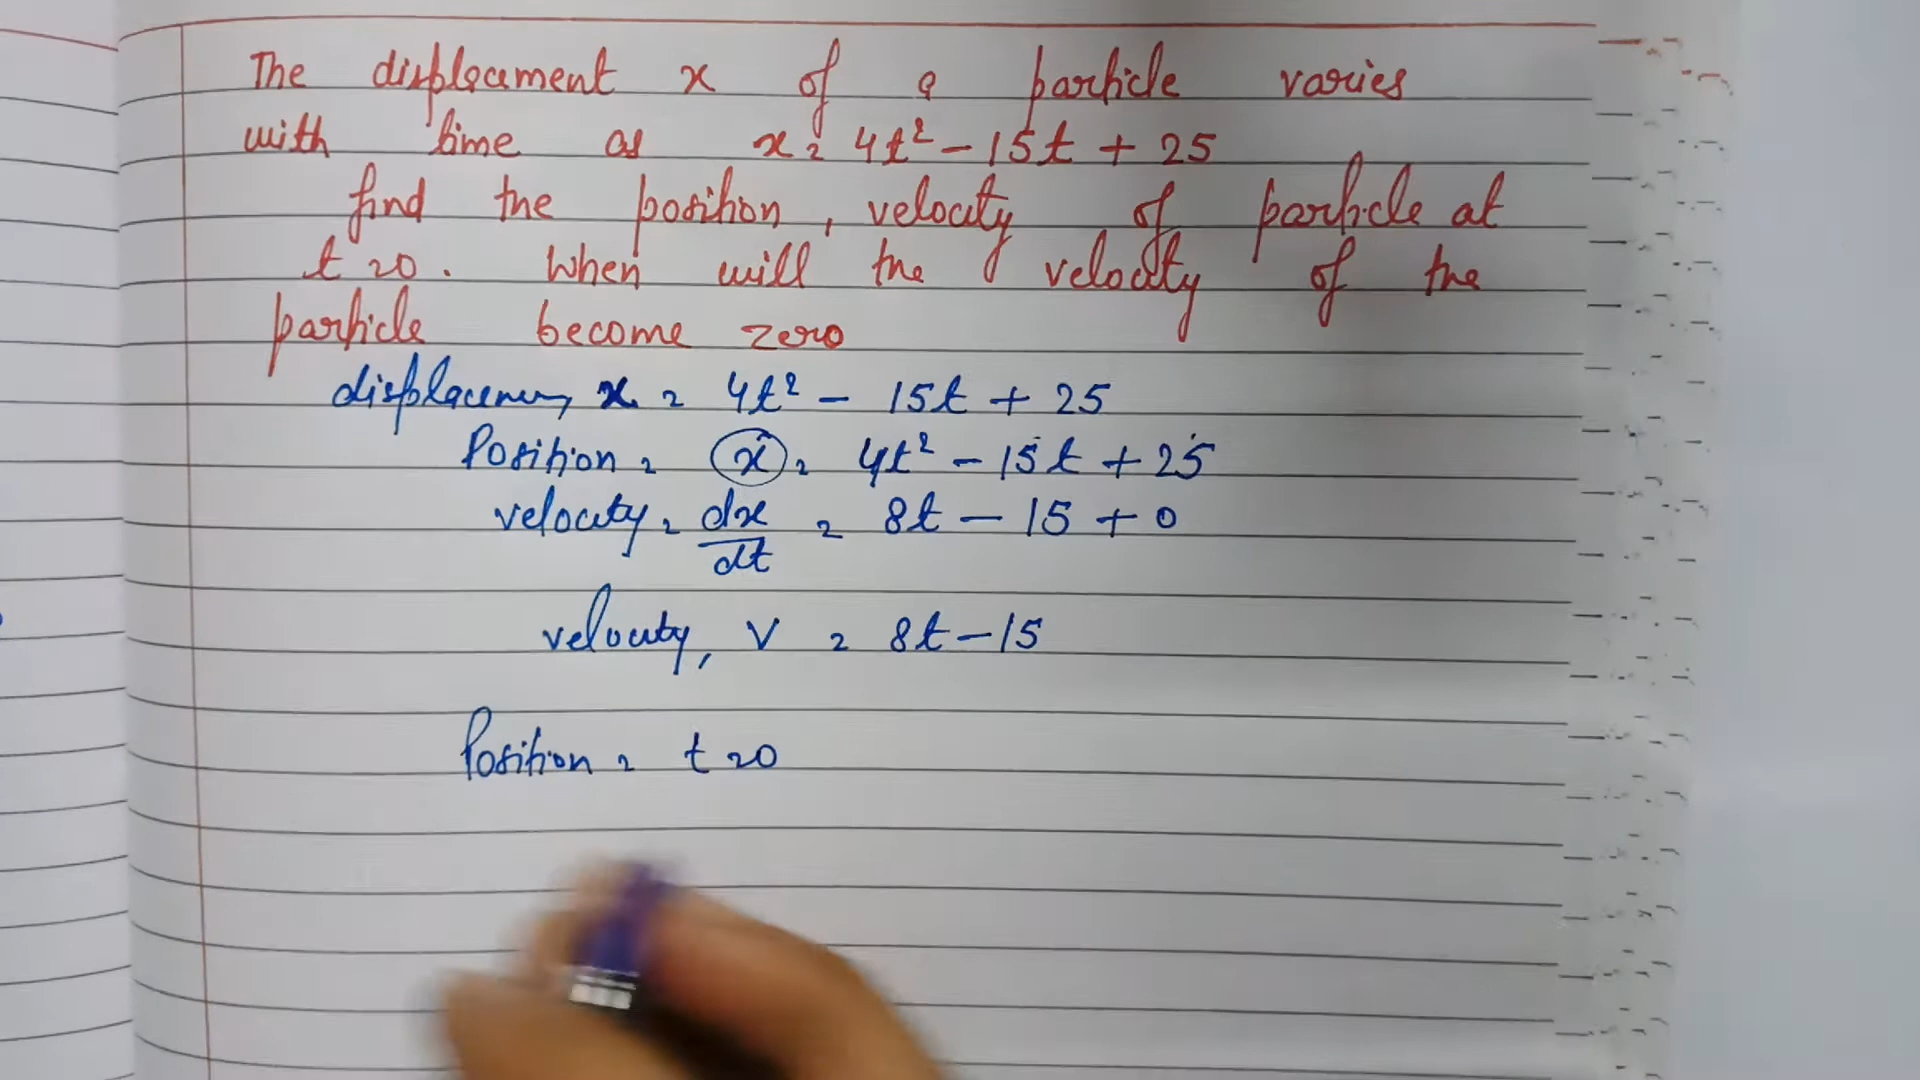 The displacement x of a particle varies
with time as x = 4t² - 15t + 25
find the position, velocity of particle at
t = 0. When will the velocity of the
particle become zero
displacemen, x = 4t² - 15t + 25
Position = x = 4t² - 15t + 25
velocity = dx/dt = 8t - 15 + 0
velocity, V = 8t - 15
Position = t = 0